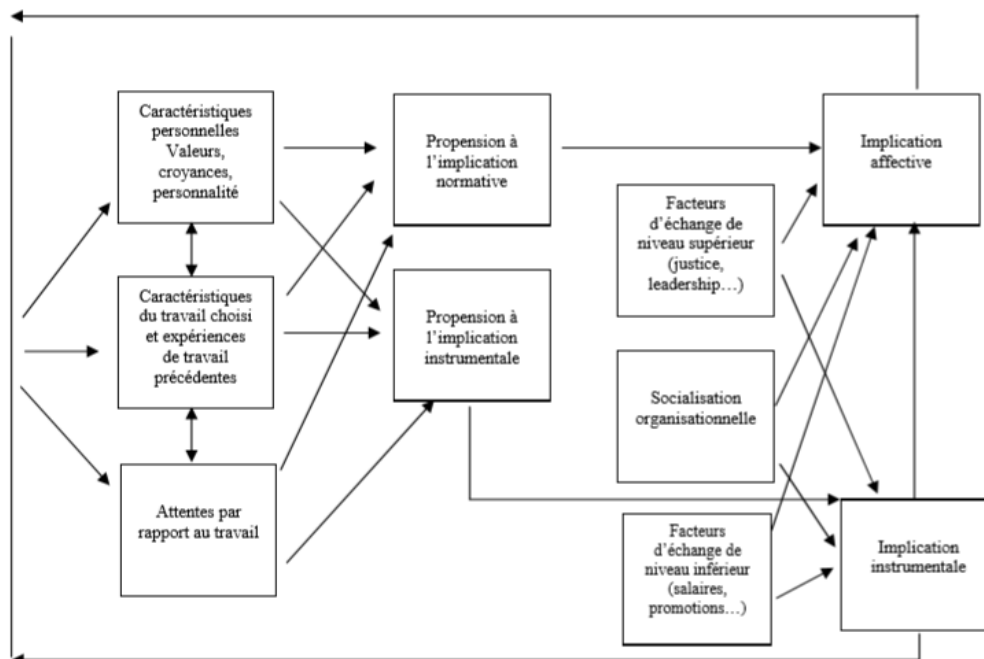 Caractéristiques
personnelles
Valeurs,
croyances,
personnalité
Caractéristiques
du travail choisi
et expériences
de travail
précédentes
Attentes par
rapport au travail
Propension à
l'implication
normative
Propension à
l'implication
instrumentale
Facteurs
d'échange de
niveau supérieur
(justice,
leadership...)
Socialisation
organisationnelle
Facteurs
d'échange de
niveau inférieur
(salaires,
promotions...)
Implication
affective
Implication
instrumentale